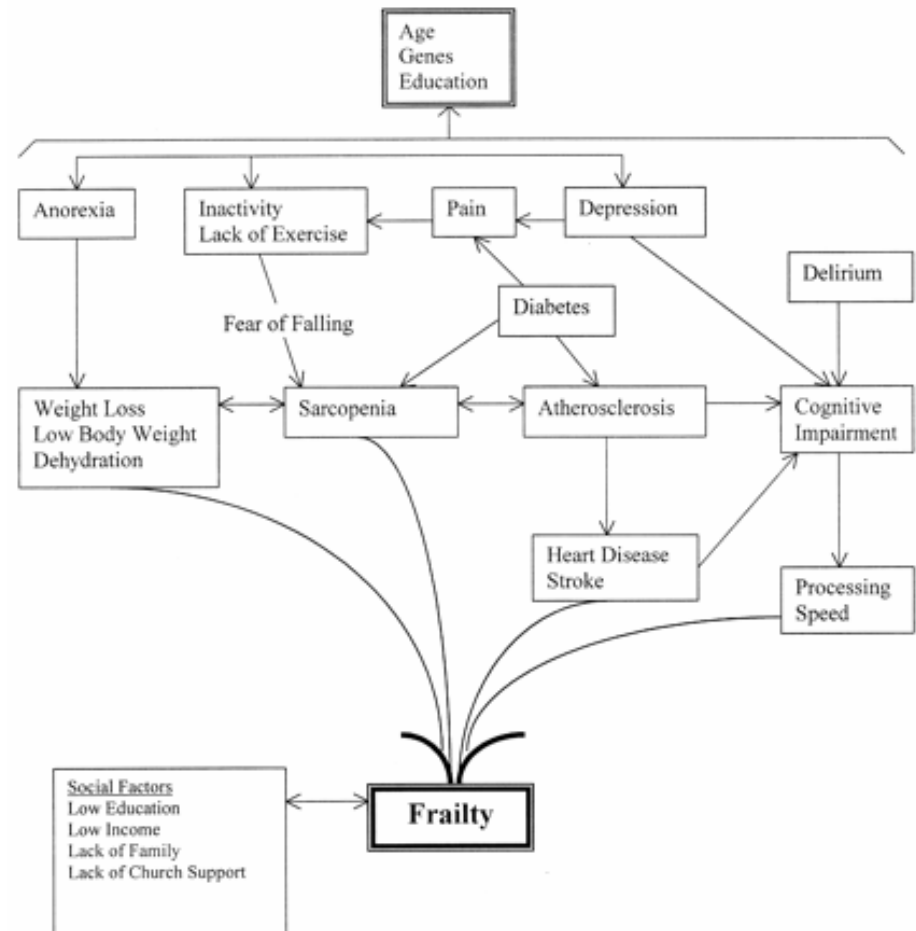 Age
Genes
Education
Anorexia
Inactivity
Lack of Exercise
Pain
Depression
Delirium
Diabetes
Fear of Falling
Weight Loss
Low Body Weight
Dehydration
Sarcopenia
Atherosclerosis
Cognitive
Impairment
Heart Disease
Stroke
Processing
Speed
Social Factors
Low Education
Low Income
Lack of Family
Lack of Church Support
Frailty